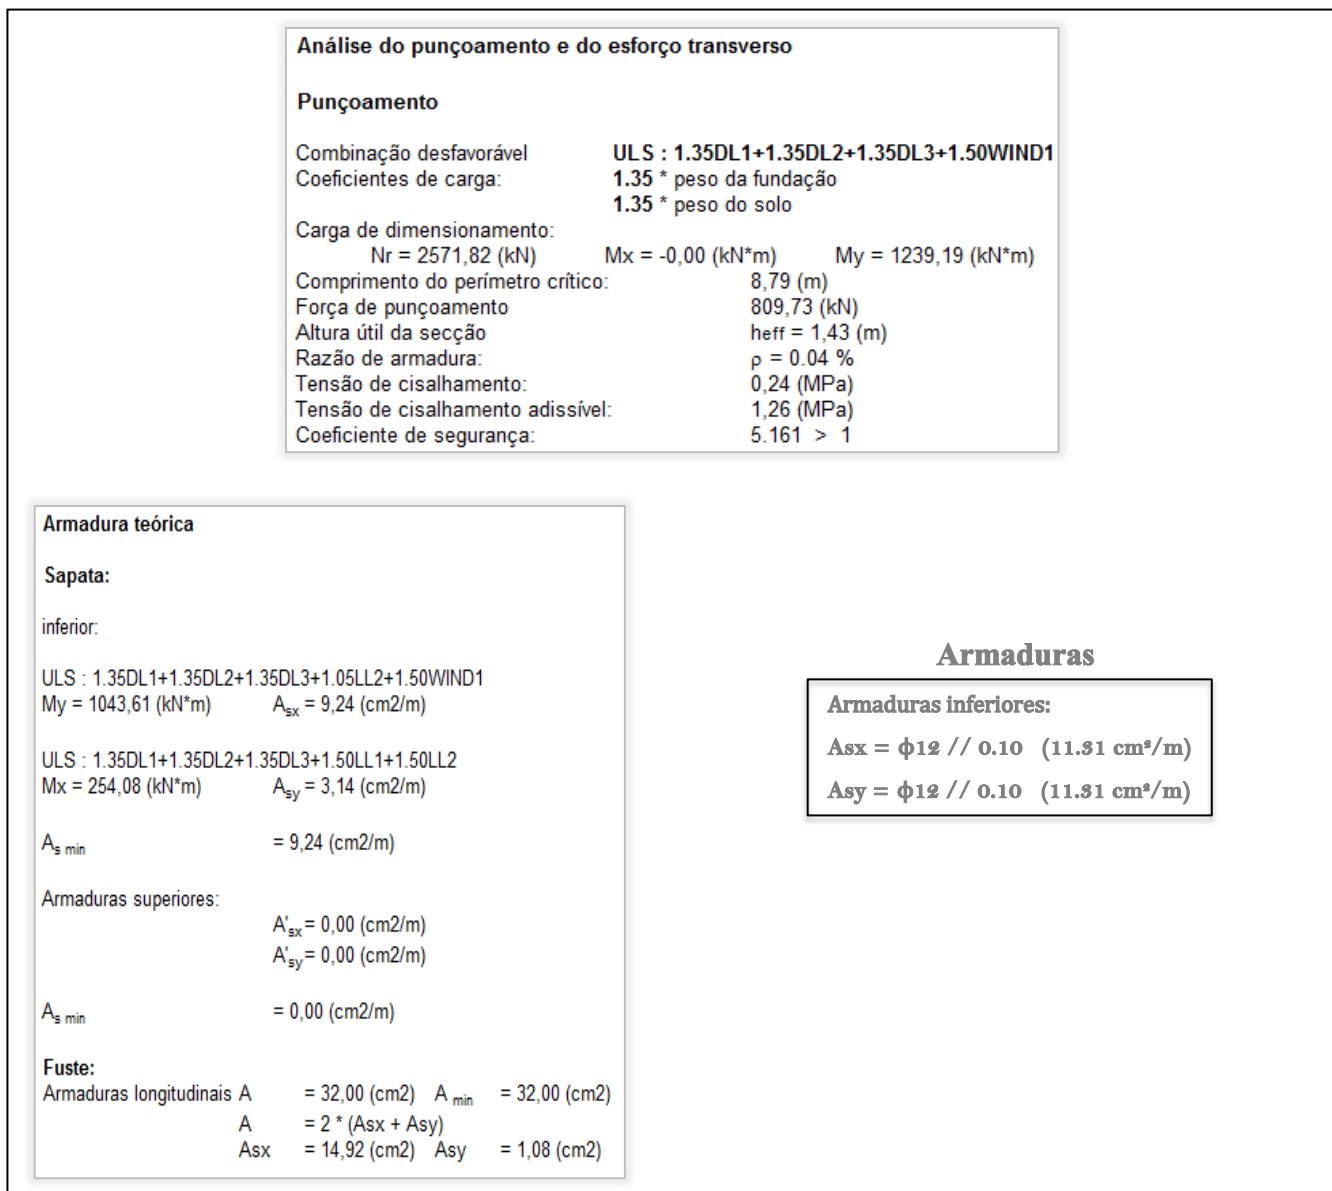 Análise do punçoamento e do esforço transverso
Punçoamento
Combinação desfavorável ULS : 1.35DL1+1.35DL2+1.35DL3+1.50WIND1
Coeficientes de carga: 1.35 * peso da fundação
1.35 * peso do solo
Carga de dimensionamento:
Nr = 2571,82 (kN) Mx = -0,00 (kN*m) My = 1239,19 (kN*m)
Comprimento do perímetro crítico: 8,79 (m)
Força de punçoamento 809,73 (kN)
Altura útil da secção heff = 1,43 (m)
Razão de armadura: ρ = 0.04 %
Tensão de cisalhamento: 0,24 (MPa)
Tensão de cisalhamento adissível: 1,26 (MPa)
Coeficiente de segurança: 5.161 > 1
Armadura teórica
Sapata:
inferior:
ULS : 1.35DL1+1.35DL2+1.35DL3+1.05LL2+1.50WIND1
My = 1043,61 (kN*m) Asx = 9,24 (cm2/m)
ULS : 1.35DL1+1.35DL2+1.35DL3+1.50LL1+1.50LL2
Mx = 254,08 (kN*m) Asy = 3,14 (cm2/m)
As min = 9,24 (cm2/m)
Armaduras superiores:
A'sx= 0,00 (cm2/m)
A'sy= 0,00 (cm2/m)
As min = 0,00 (cm2/m)
Fuste:
Armaduras longitudinais A = 32,00 (cm2) A min = 32,00 (cm2)
A = 2 * (Asx + Asy)
Asx = 14,92 (cm2) Asy = 1,08 (cm2)
Armaduras
Armaduras inferiores:
Asx = ϕ12 // 0.10 (11.31 cm²/m)
Asy = ϕ12 // 0.10 (11.31 cm²/m)